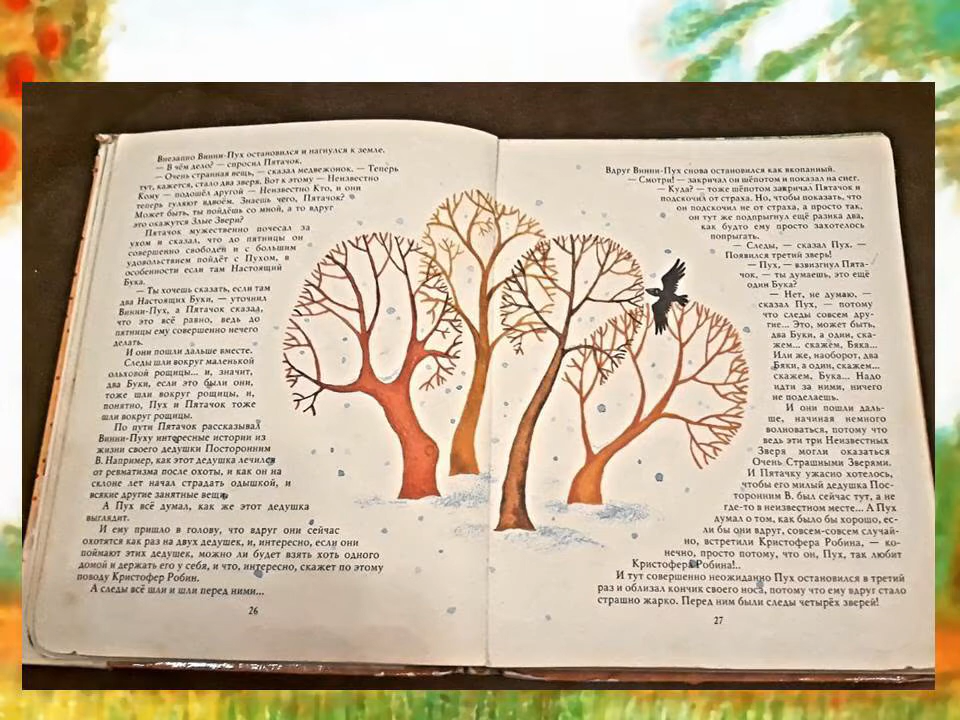 Внезапно Винни-Пух остановился и нагнулся к земле.
— В чём дело? — спросил Пятачок.
— Очень странная вещь, — сказал медвежонок. — Теперь
тут, кажется, стало два зверя. Вот к этому — Неизвестно
Кому — подошёл другой — Неизвестно Кто, и они
теперь гуляют вдвоём. Знаешь чего, Пятачок?
Может быть, ты пойдёшь со мной, а то вдруг
это окажутся Злые Звери?
Пятачок мужественно почесал за
ухом и сказал, что до пятницы он
совершенно свободен и с большим
удовольствием пойдёт с Пухом, в
особенности если там Настоящий
Бука.
— Ты хочешь сказать, если там
два Настоящих Буки, — уточнил
Винни-Пух, а Пятачок сказал,
что это всё равно, ведь до
пятницы ему совершенно нечего
делать.
И они пошли дальше вместе.
Следы шли вокруг маленькой
ольховой рощицы... и, значит,
два Буки, если это были они,
тоже шли вокруг рощицы, и,
понятно, Пух и Пятачок тоже
шли вокруг рощицы.
По пути Пятачок рассказывал
Винни-Пуху интересные истории из
жизни своего дедушки Посторонним
В. Например, как этот дедушка лечился
от ревматизма после охоты, и как он на
склоне лет начал страдать одышкой, и
всякие другие занятные вещи.
А Пух всё думал, как же этот дедушка
выглядит.
И ему пришло в голову, что вдруг они сейчас
охотятся как раз на двух дедушек, и, интересно, если они
поймают этих дедушек, можно ли будет взять хоть одного
домой и держать его у себя, и что, интересно, скажет по этому
поводу Кристофер Робин.
А следы всё шли и шли перед ними...
26
Вдруг Винни-Пух снова остановился как вкопанный.
— Смотри! — закричал он шёпотом и показал на снег.
— Куда? — тоже шёпотом закричал Пятачок и
подскочил от страха. Но, чтобы показать, что
он подскочил не от страха, а просто так,
он тут же подпрыгнул ещё разика два,
как будто ему просто захотелось
попрыгать.
— Следы, — сказал Пух. —
Появился третий зверь!
— Пух, — взвизгнул Пята-
чок, — ты думаешь, это ещё
один Бука?
— Нет, не думаю, —
сказал Пух, — потому
что следы совсем дру-
гие... Это, может быть,
два Буки, а один, ска-
жем... скажем, Бяка...
Или же, наоборот, два
Бяки, а один, скажем...
скажем, Бука... Надо
идти за ними, ничего
не поделаешь.
И они пошли даль-
ше, начиная немного
волноваться, потому что
ведь эти три Неизвестных
Зверя могли оказаться
Очень Страшными Зверями.
И Пятачку ужасно хотелось,
чтобы его милый дедушка Пос-
торонним В. был сейчас тут, а не
где-то в неизвестном месте... А Пух
думал о том, как было бы хорошо, ес-
ли бы они вдруг, совсем-совсем случай-
но, встретили Кристофера Робина, — ко-
нечно, просто потому, что он, Пух, так любит
Кристофера Робина!..
И тут совершенно неожиданно Пух остановился в третий
раз и облизал кончик своего носа, потому что ему вдруг стало
страшно жарко. Перед ним были следы четырёх зверей!
27